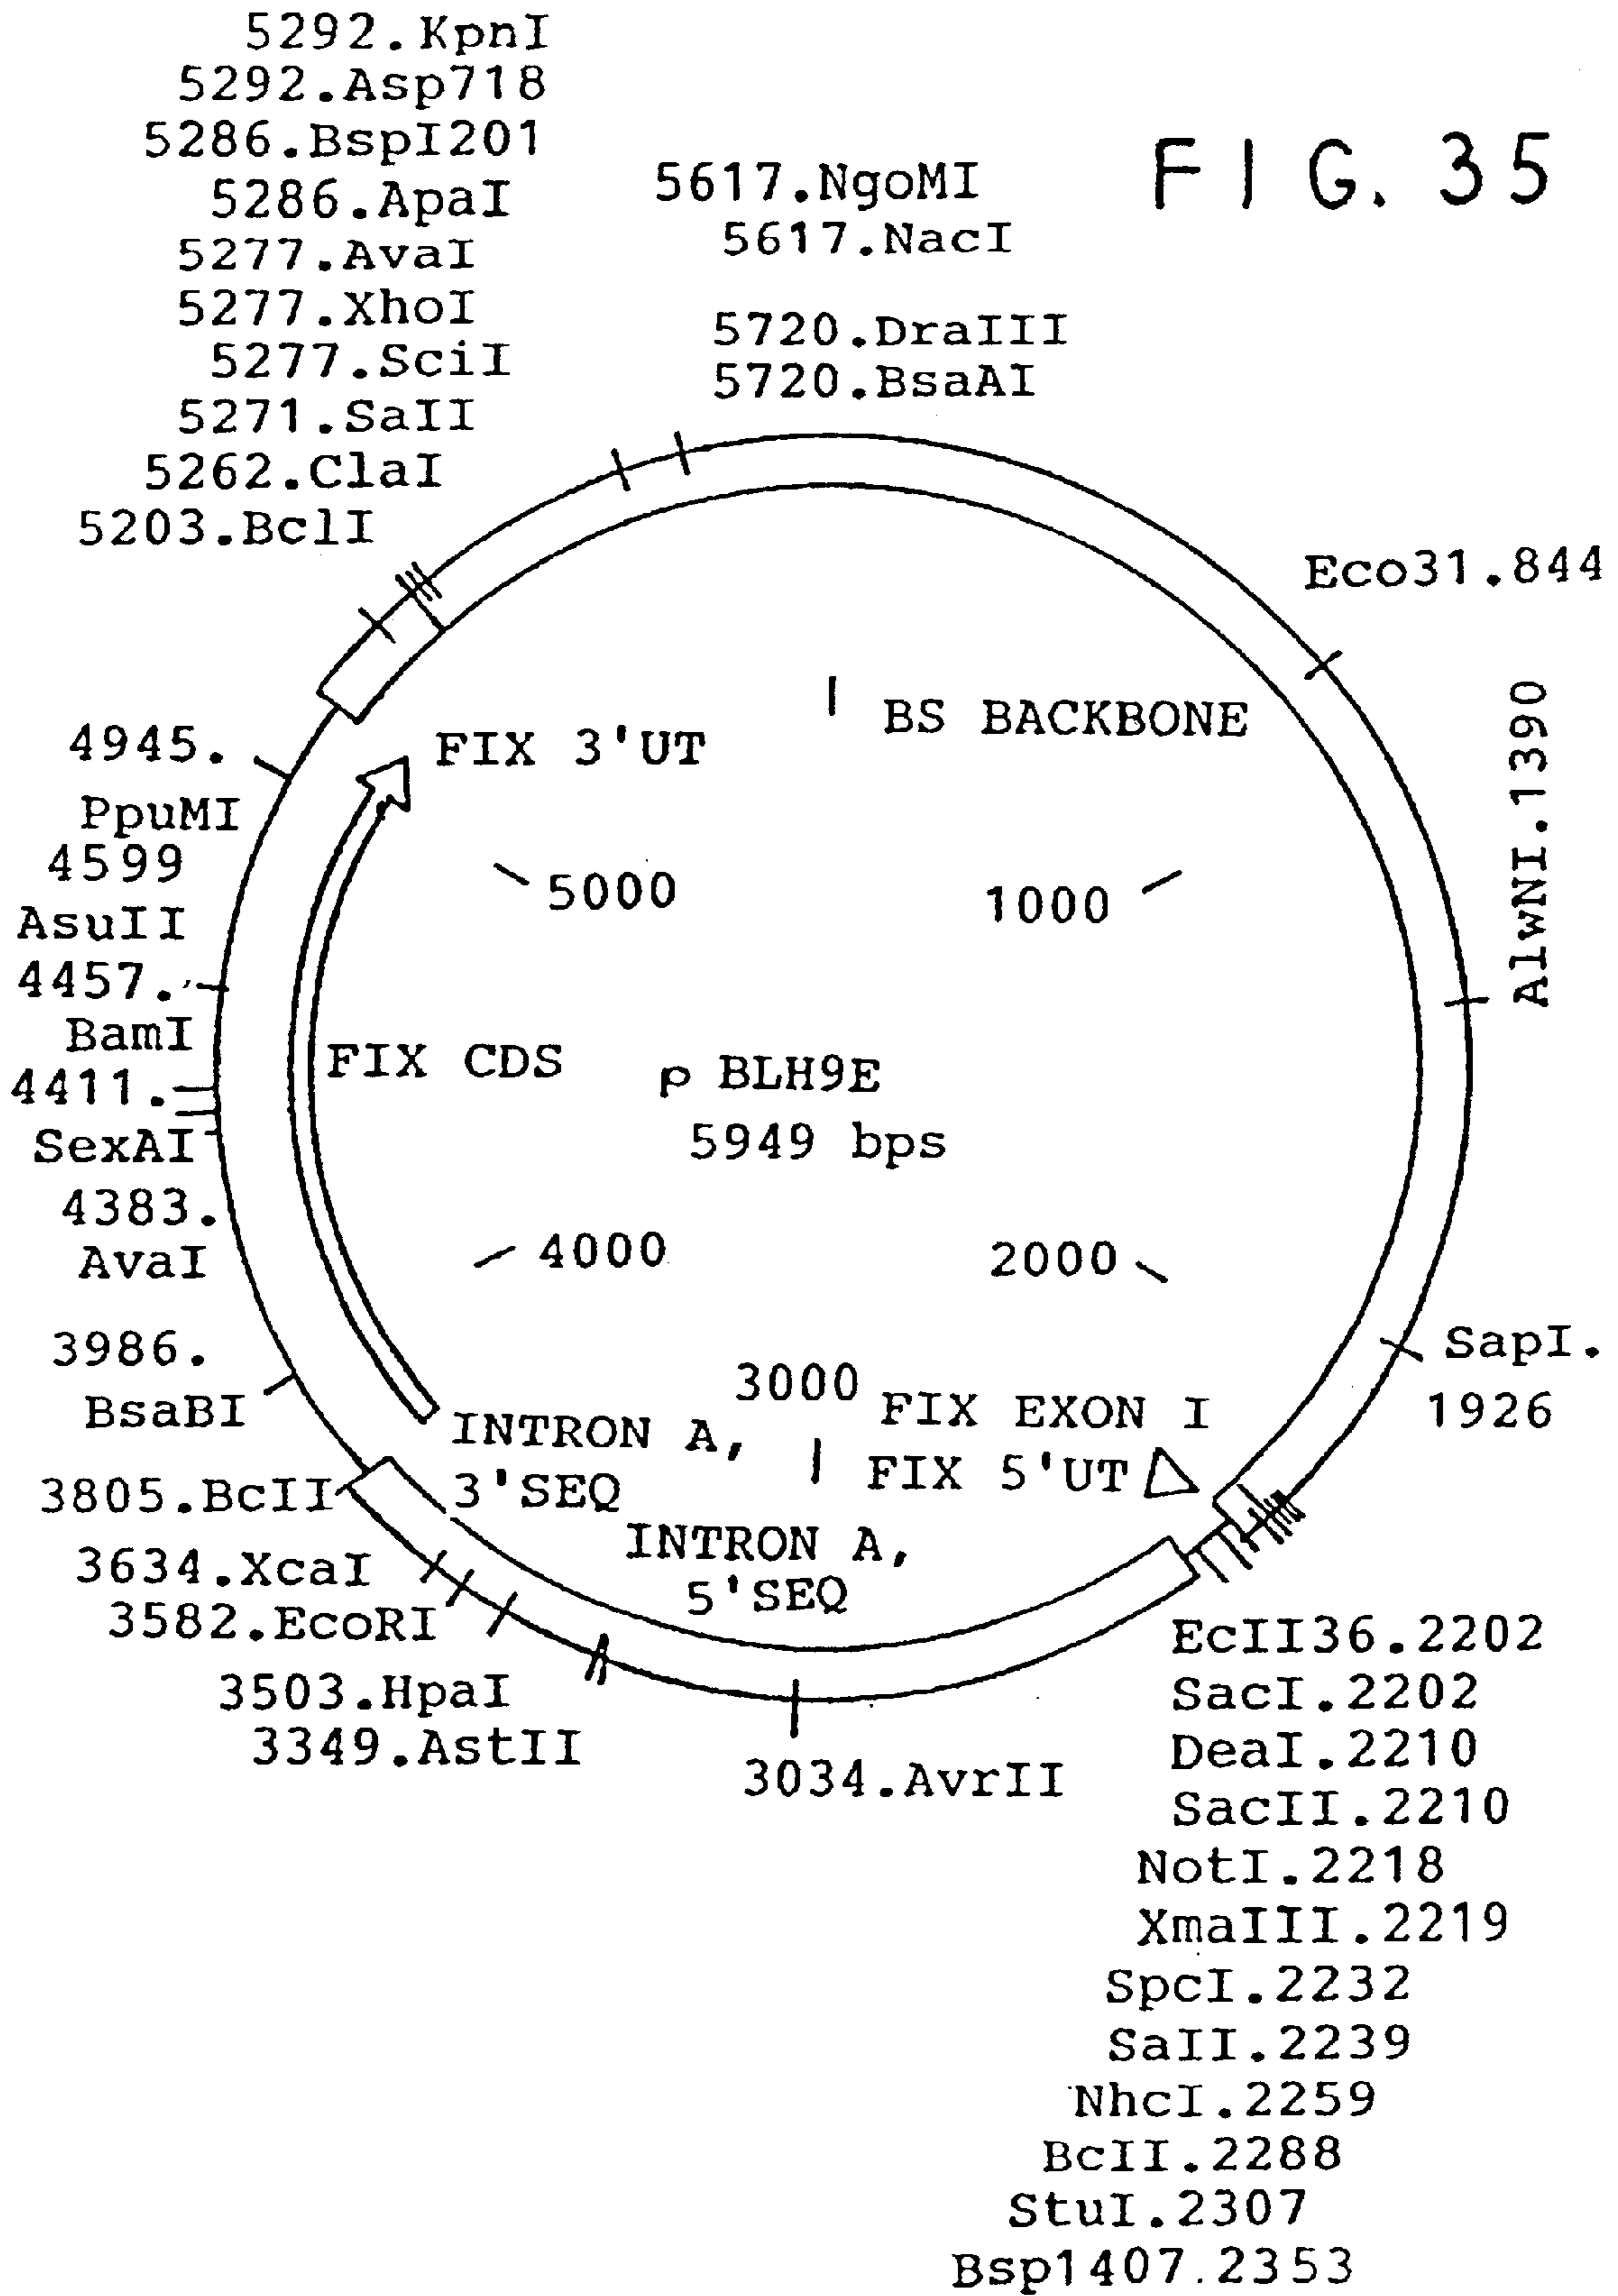 5292.KpnI
5292.Asp718
5286.BspI201
5286.ApaI
5277.AvaI
5277.XhoI
5277.SciI
5271.SaII
5262.ClaI
5203.BclI
5617.NgoMI
5617.NacI
5720.DraIII
5720.BsaAI
FIG. 35
Eco31.844
AlwNI.1390
SapI.
1926
4945.
PpuMI
4599
AsuII
4457.
BamI
4411.
SexAI
4383.
AvaI
3986.
BsaBI
3805.BcII
3634.XcaI
3582.EcoRI
3503.HpaI
3349.AstII
3034.AvrII
BS BACKBONE
FIX 3'UT
5000
1000
FIX CDS
p BLH9E
5949 bps
4000
2000
3000
FIX EXON I
FIX 5'UT
INTRON A,
3'SEQ
INTRON A,
5'SEQ
EcII36.2202
SacI.2202
DeaI.2210
SacII.2210
NotI.2218
XmaIII.2219
SpcI.2232
SaII.2239
NhcI.2259
BcII.2288
StuI.2307
Bsp1407.2353